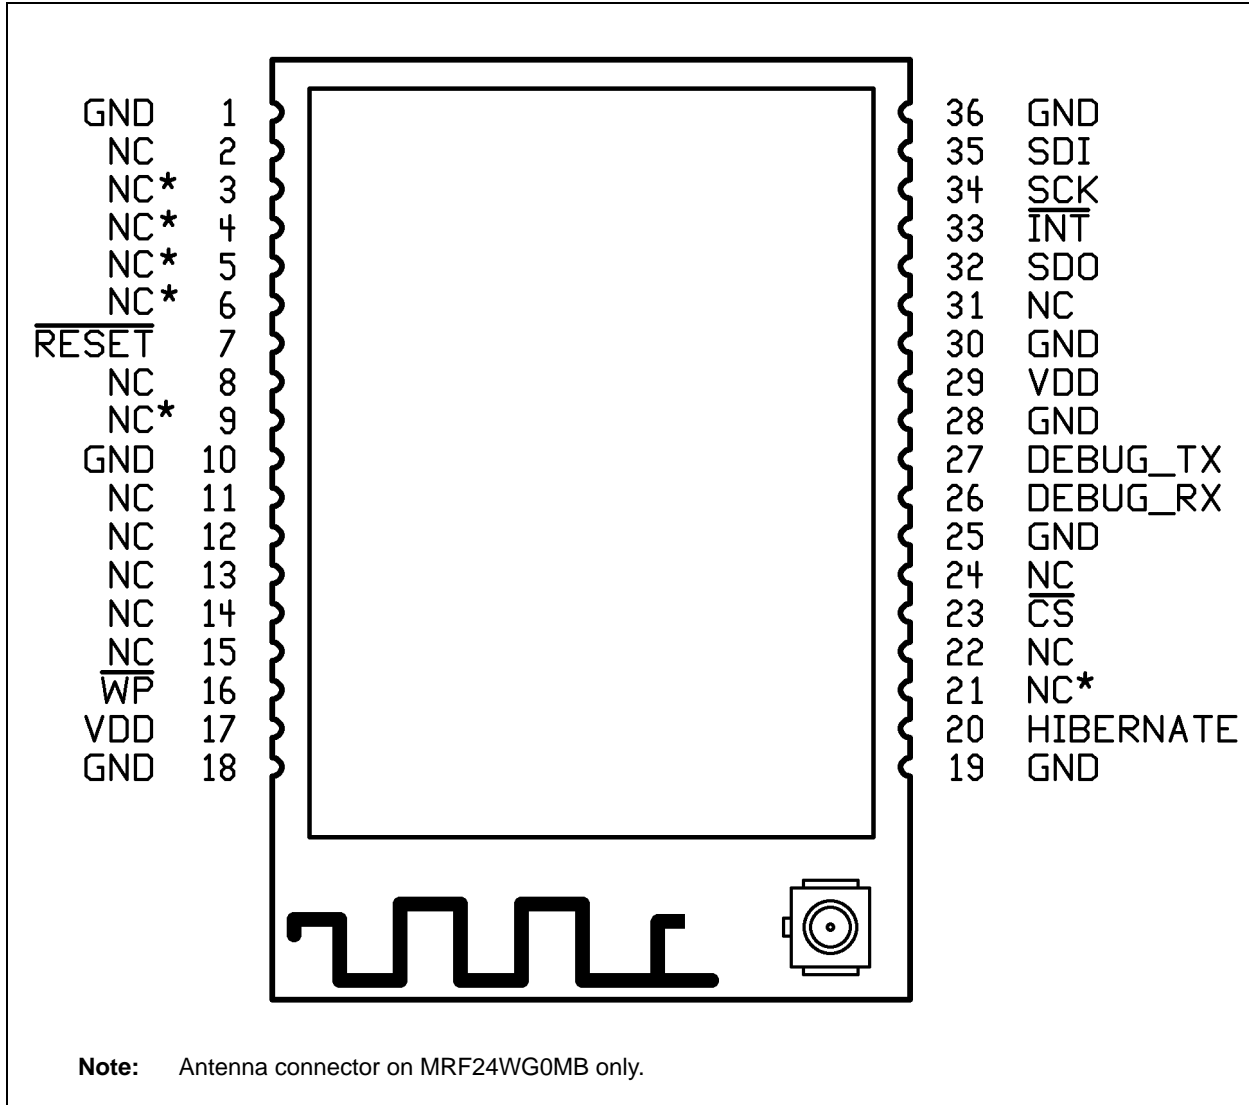 GND 1 36 GND
NC 2 35 SDI
NC* 3 34 SCK
NC* 4 33 INT
NC* 5 32 SDO
NC* 6 31 NC
RESET 7 30 GND
NC 8 29 VDD
NC* 9 28 GND
GND 10 27 DEBUG_TX
NC 11 26 DEBUG_RX
NC 12 25 GND
NC 13 24 NC
NC 14 23 CS
NC 15 22 NC
WP 16 21 NC*
VDD 17 20 HIBERNATE
GND 18 19 GND
Note: Antenna connector on MRF24WG0MB only.